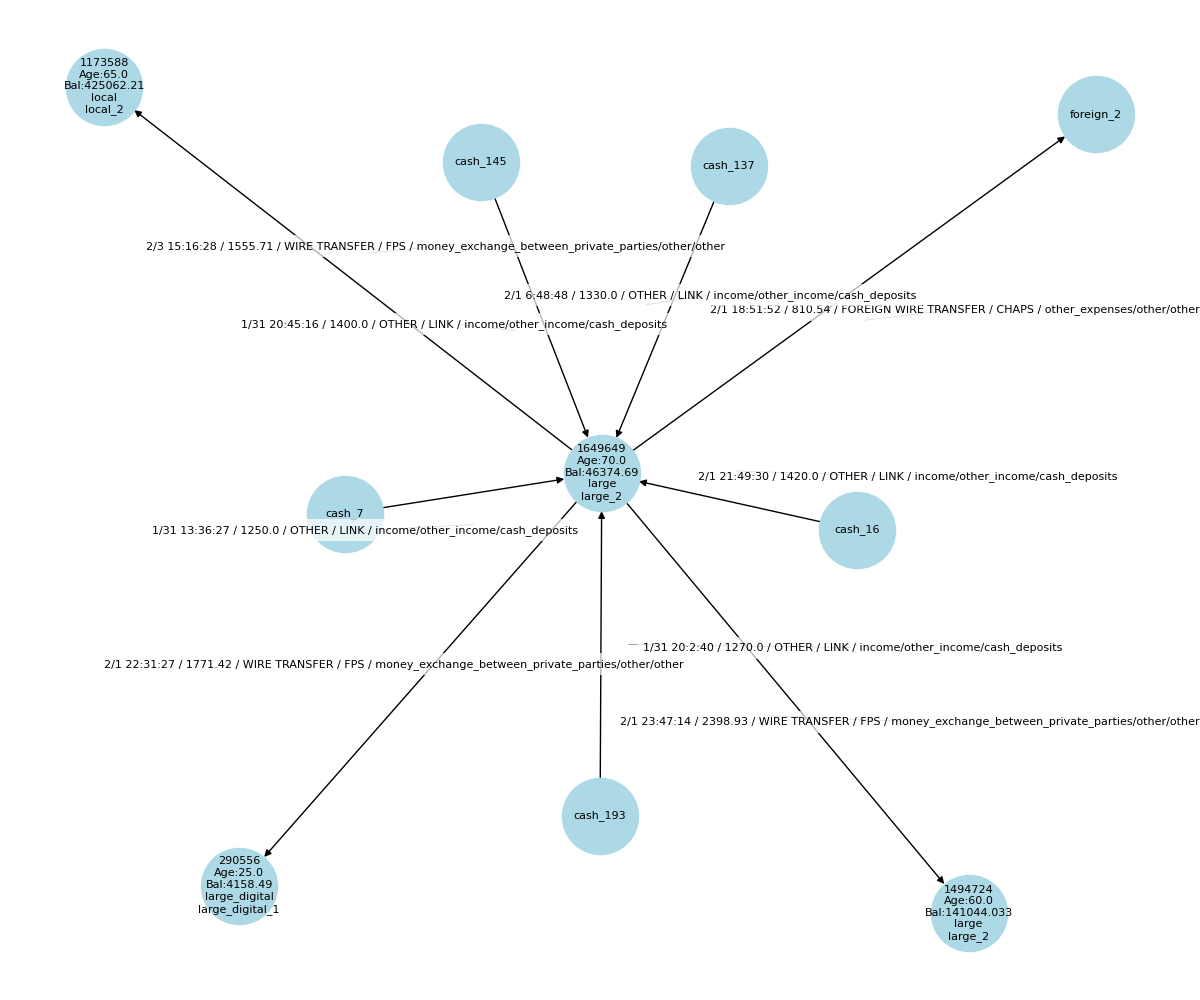 1173588
Age:65.0
Bal:425062.21
local
local_2
foreign_2
cash_145
cash_137
2/3 15:16:28 / 1555.71 / WIRE TRANSFER / FPS / money_exchange_between_private_parties/other/other
2/1 6:48:48 / 1330.0 / OTHER / LINK / income/other_income/cash_deposits
2/1 18:51:52 / 810.54 / FOREIGN WIRE TRANSFER / CHAPS / other_expenses/other/other
1/31 20:45:16 / 1400.0 / OTHER / LINK / income/other_income/cash_deposits
1649649
Age:70.0
Bal:46374.69
large
large_2
2/1 21:49:30 / 1420.0 / OTHER / LINK / income/other_income/cash_deposits
cash_7
1/31 13:36:27 / 1250.0 / OTHER / LINK / income/other_income/cash_deposits
cash_16
1/31 20:2:40 / 1270.0 / OTHER / LINK / income/other_income/cash_deposits
2/1 22:31:27 / 1771.42 / WIRE TRANSFER / FPS / money_exchange_between_private_parties/other/other
2/1 23:47:14 / 2398.93 / WIRE TRANSFER / FPS / money_exchange_between_private_parties/other/other
cash_193
290556
Age:25.0
Bal:4158.49
large_digital
large_digital_1
1494724
Age:60.0
Bal:141044.033
large
large_2